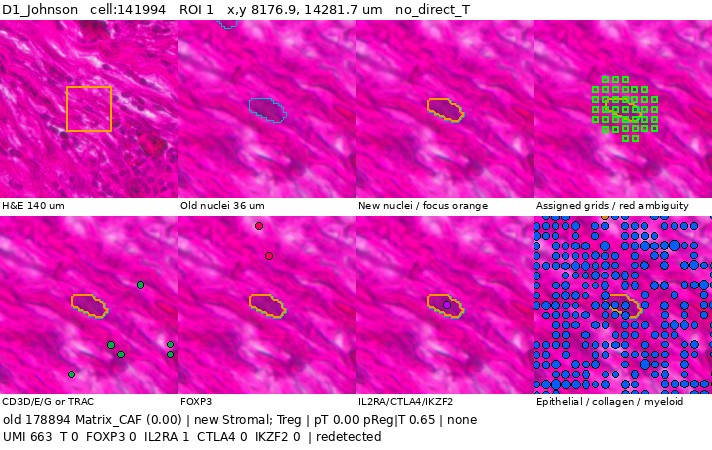 D1_Johnson cell:141994 ROI 1 x,y 8176.9, 14281.7 um no_direct_T
H&E 140 um
Old nuclei 36 um
New nuclei / focus orange
Assigned grids / red ambiguity
CD3D/E/G or TRAC
FOXP3
IL2RA/CTLA4/IKZF2
Epithelial / collagen / myeloid
old 178894 Matrix_CAF (0.00) | new Stromal; Treg | pT 0.00 pReg|T 0.65 | none
UMI 663 T 0 FOXP3 0 IL2RA 1 CTLA4 0 IKZF2 0 | redetected